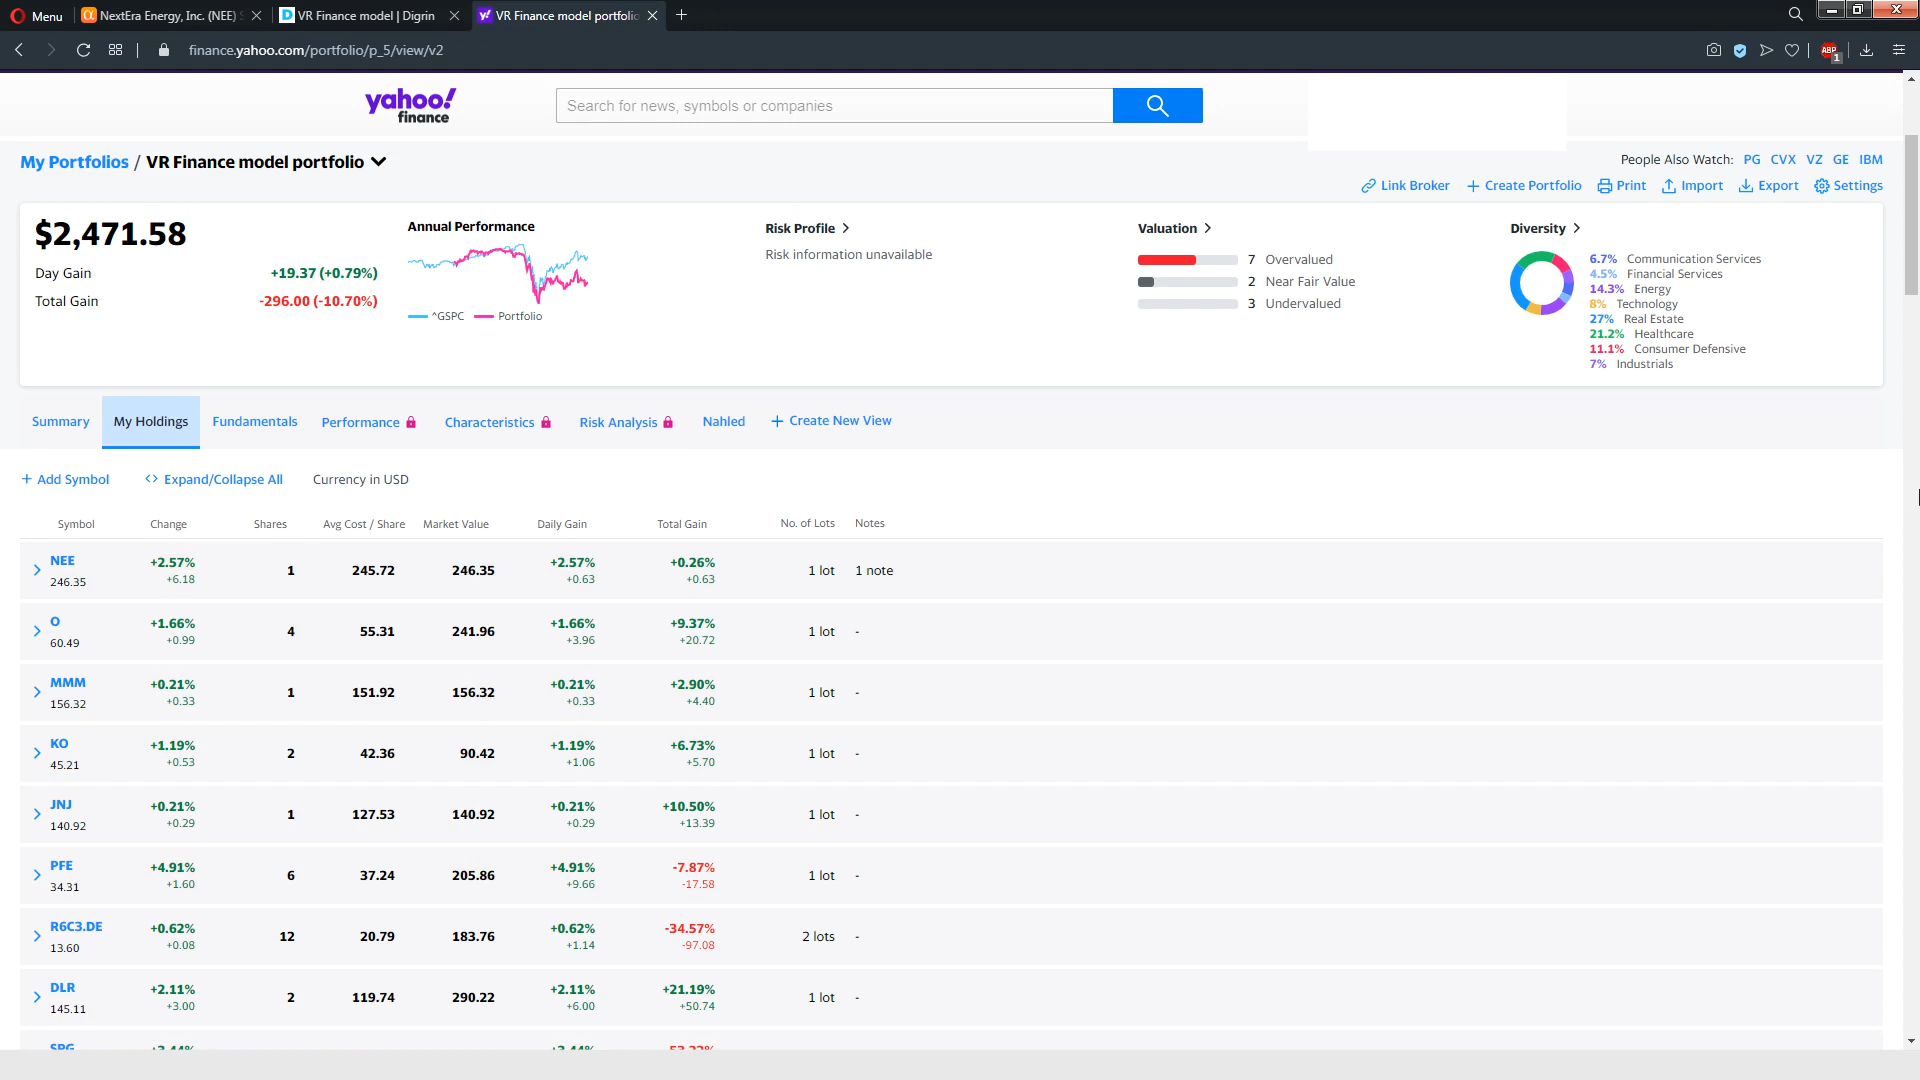 Menu
NextEra Energy, Inc. (NEE)
VR Finance model | Digrin
VR Finance model portfolio
finance.yahoo.com/portfolio/p_5/view/v2
ABP
1
yahoo!
finance
Search for news, symbols or companies
My Portfolios / VR Finance model portfolio
People Also Watch: PG CVX VZ GE IBM
Link Broker + Create Portfolio Print Import Export Settings
$2,471.58
Day Gain +19.37 (+0.79%)
Total Gain -296.00 (-10.70%)
Annual Performance
^GSPC Portfolio
Risk Profile
Risk information unavailable
Valuation
7 Overvalued
2 Near Fair Value
3 Undervalued
Diversity
6.7% Communication Services
4.5% Financial Services
14.3% Energy
8% Technology
27% Real Estate
21.2% Healthcare
11.1% Consumer Defensive
7% Industrials
Summary My Holdings Fundamentals Performance Characteristics Risk Analysis Nahled + Create New View
+ Add Symbol <> Expand/Collapse All Currency in USD
Symbol Change Shares Avg Cost / Share Market Value Daily Gain Total Gain No. of Lots Notes
NEE +2.57% 1 245.72 246.35 +2.57% +0.26% 1 lot 1 note
246.35 +6.18 +0.63 +0.63
O +1.66% 4 55.31 241.96 +1.66% +9.37% 1 lot -
60.49 +0.99 +3.96 +20.72
MMM +0.21% 1 151.92 156.32 +0.21% +2.90% 1 lot -
156.32 +0.33 +0.33 +4.40
KO +1.19% 2 42.36 90.42 +1.19% +6.73% 1 lot -
45.21 +0.53 +1.06 +5.70
JNJ +0.21% 1 127.53 140.92 +0.21% +10.50% 1 lot -
140.92 +0.29 +0.29 +13.39
PFE +4.91% 6 37.24 205.86 +4.91% -7.87% 1 lot -
34.31 +1.60 +9.66 -17.58
R6C3.DE +0.62% 12 20.79 183.76 +0.62% -34.57% 2 lots -
13.60 +0.08 +1.14 -97.08
DLR +2.11% 2 119.74 290.22 +2.11% +21.19% 1 lot -
145.11 +3.00 +6.00 +50.74
SPG +3.44% +3.44% -53.22%